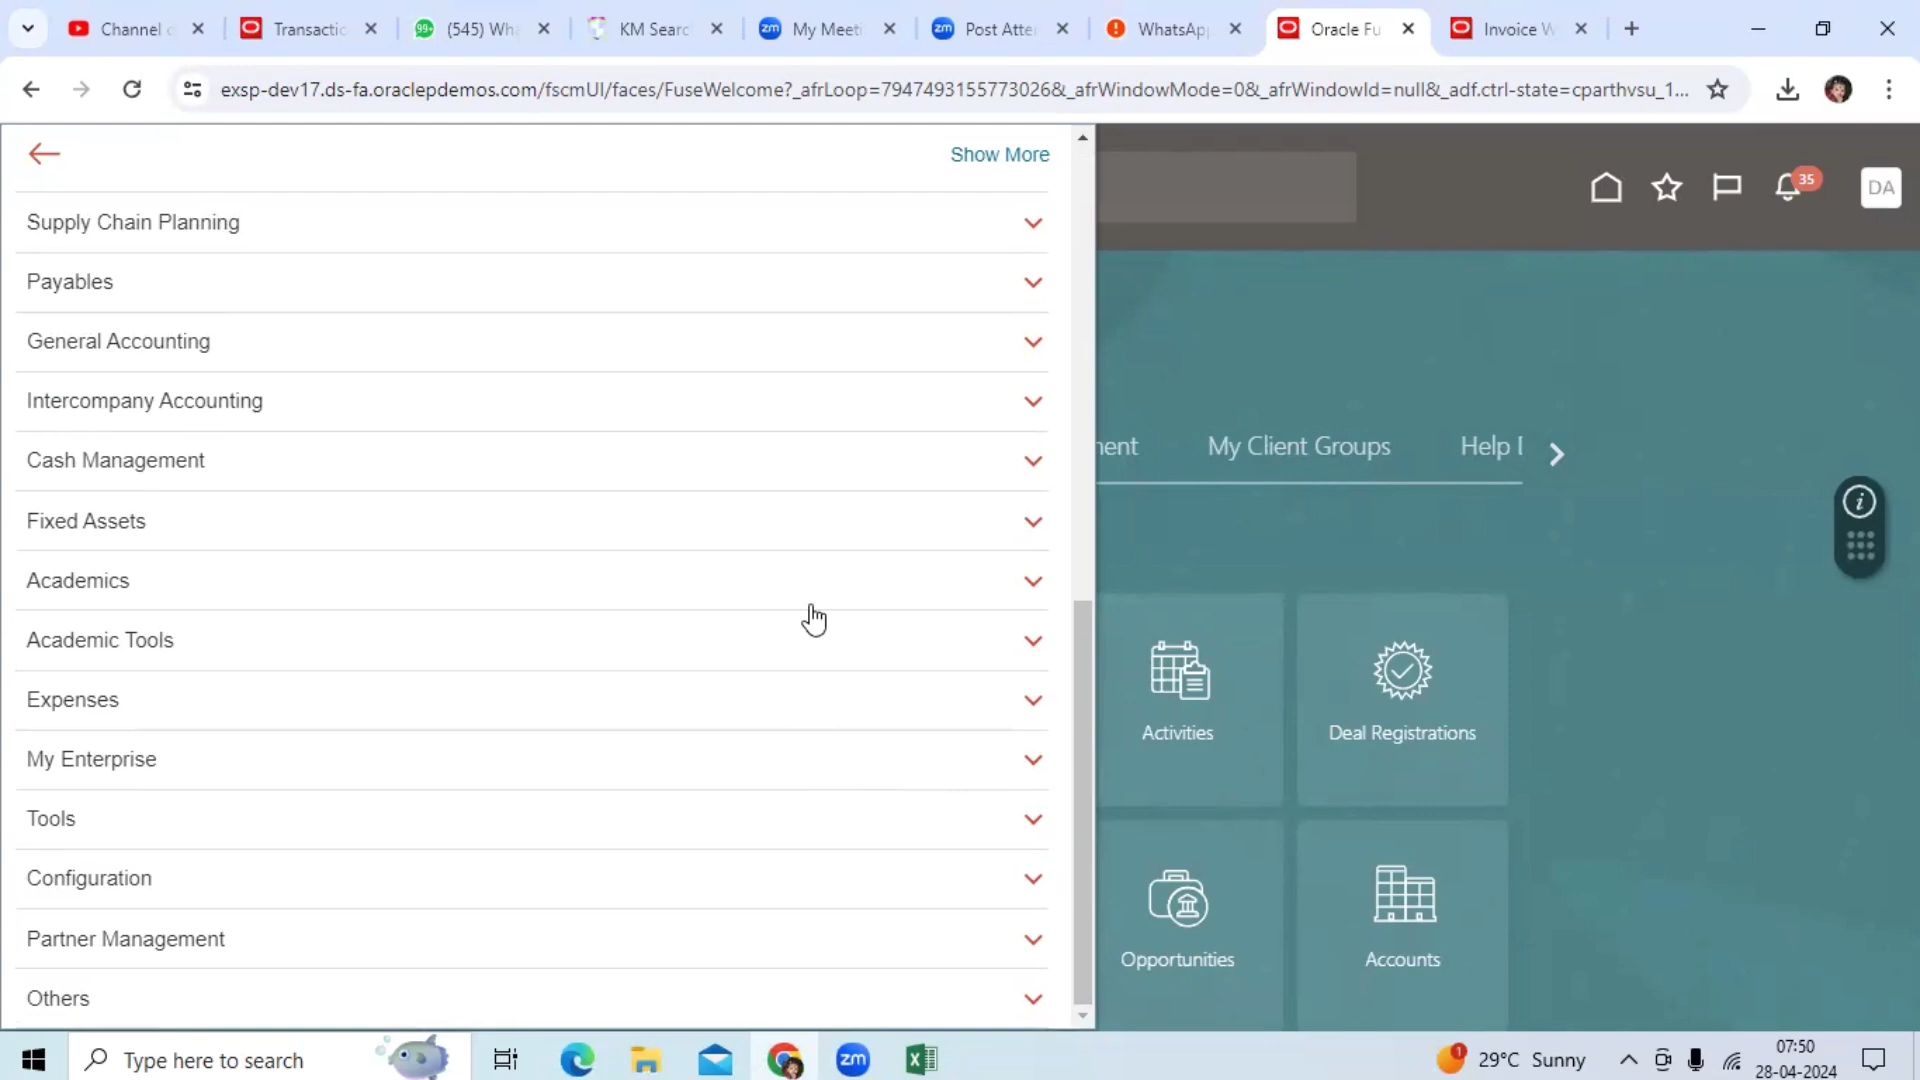 Channel c
Transactic
(545) Wh
KM Searc
My Meeti
Post Atte
WhatsAp
Oracle Fu
Invoice W
exsp-dev17.ds-fa.oraclepdemos.com/fscmUI/faces/FuseWelcome?_afrLoop=7947493155773026&_afrWindowMode=0&_afrWindowId=null&_adf.ctrl-state=cparthvsu_1...
Show More
35
DA
Supply Chain Planning
Payables
General Accounting
Intercompany Accounting
Cash Management
Fixed Assets
Academics
Academic Tools
Expenses
My Enterprise
Tools
Configuration
Partner Management
Others
nent
My Client Groups
Help D
Activities
Deal Registrations
Opportunities
Accounts
Type here to search
29°C Sunny
07:50
28-04-2024